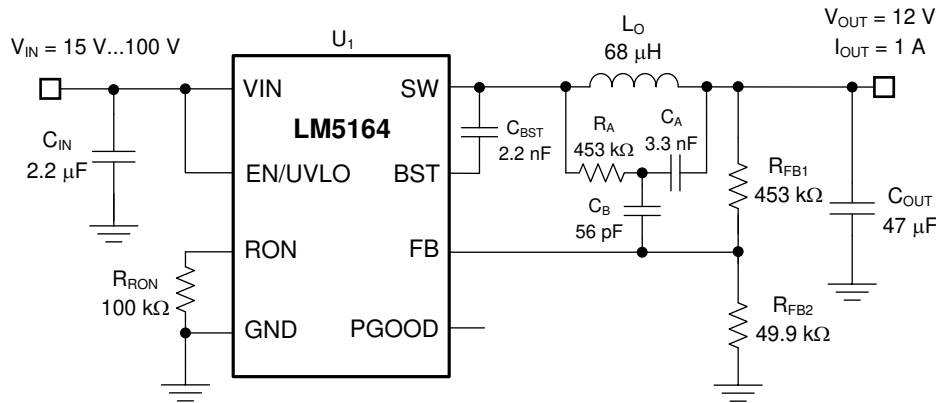 V_IN = 15 V...100 V
U_1
L_O
68 μH
V_OUT = 12 V
I_OUT = 1 A
VIN
SW
LM5164
C_IN
2.2 μF
EN/UVLO
BST
C_BST
2.2 nF
R_A
453 kΩ
C_A
3.3 nF
C_B
56 pF
R_FB1
453 kΩ
C_OUT
47 μF
RON
FB
R_RON
100 kΩ
GND
PGOOD
R_FB2
49.9 kΩ